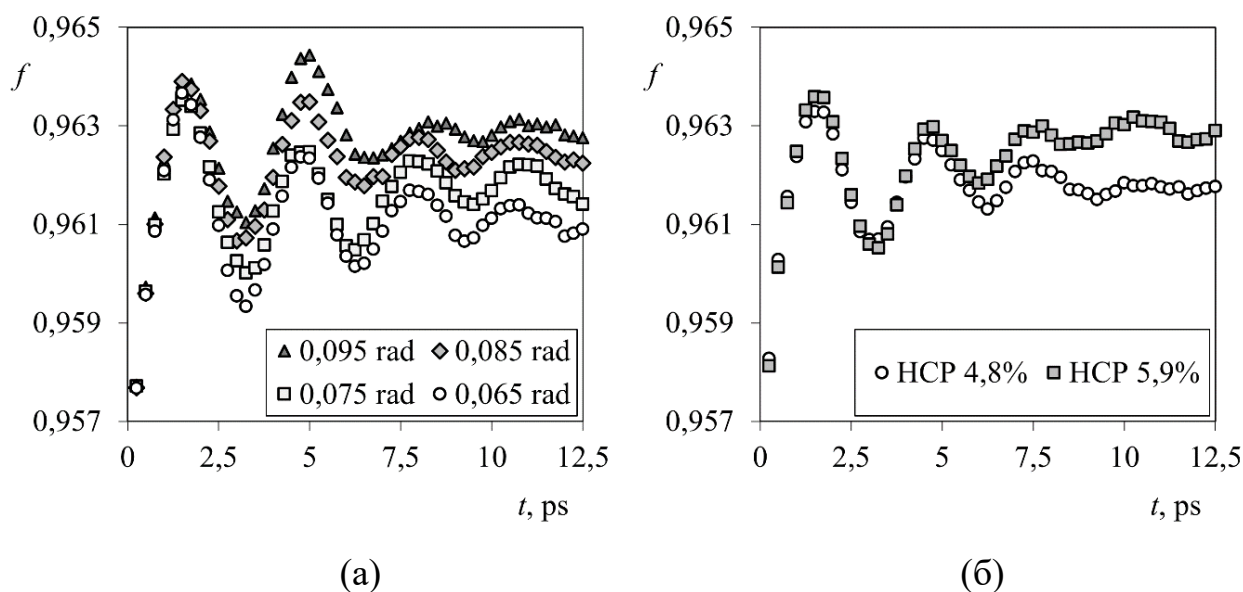 0,965
f
0,963
0,961
0,959
0,957
0,095 rad 0,085 rad
0,075 rad 0,065 rad
0 2,5 5 7,5 10 12,5
t, ps
(а)
0,965
f
0,963
0,961
0,959
0,957
HCP 4,8% HCP 5,9%
0 2,5 5 7,5 10 12,5
t, ps
(б)